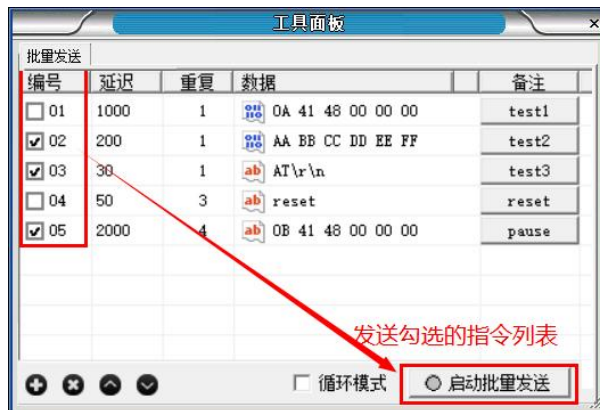 工具面板
批量发送
编号 延迟 重复 数据 备注
01 1000 1 0A 41 48 00 00 00 test1
02 200 1 AA BB CC DD EE FF test2
03 30 1 ab AT\r\n test3
04 50 3 ab reset reset
05 2000 4 ab 0B 41 48 00 00 00 pause
发送勾选的指令列表
循环模式 启动批量发送